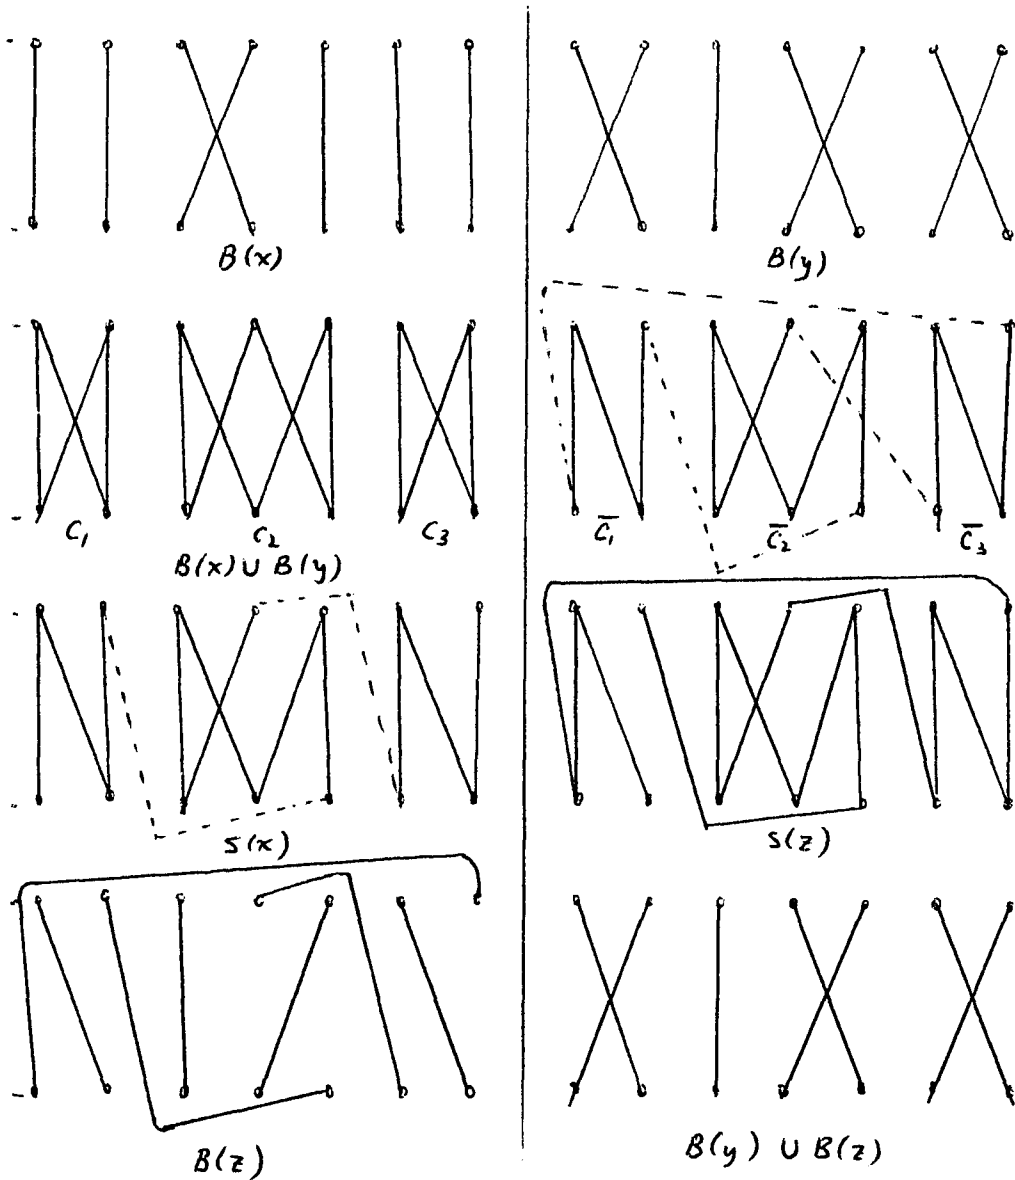 B(x)
B(y)
C₁ C₂ C₃
B(x) ∪ B(y)
C̅₁ C̅₂ C̅₃
S(x)
S(z)
B(z)
B(y) ∪ B(z)